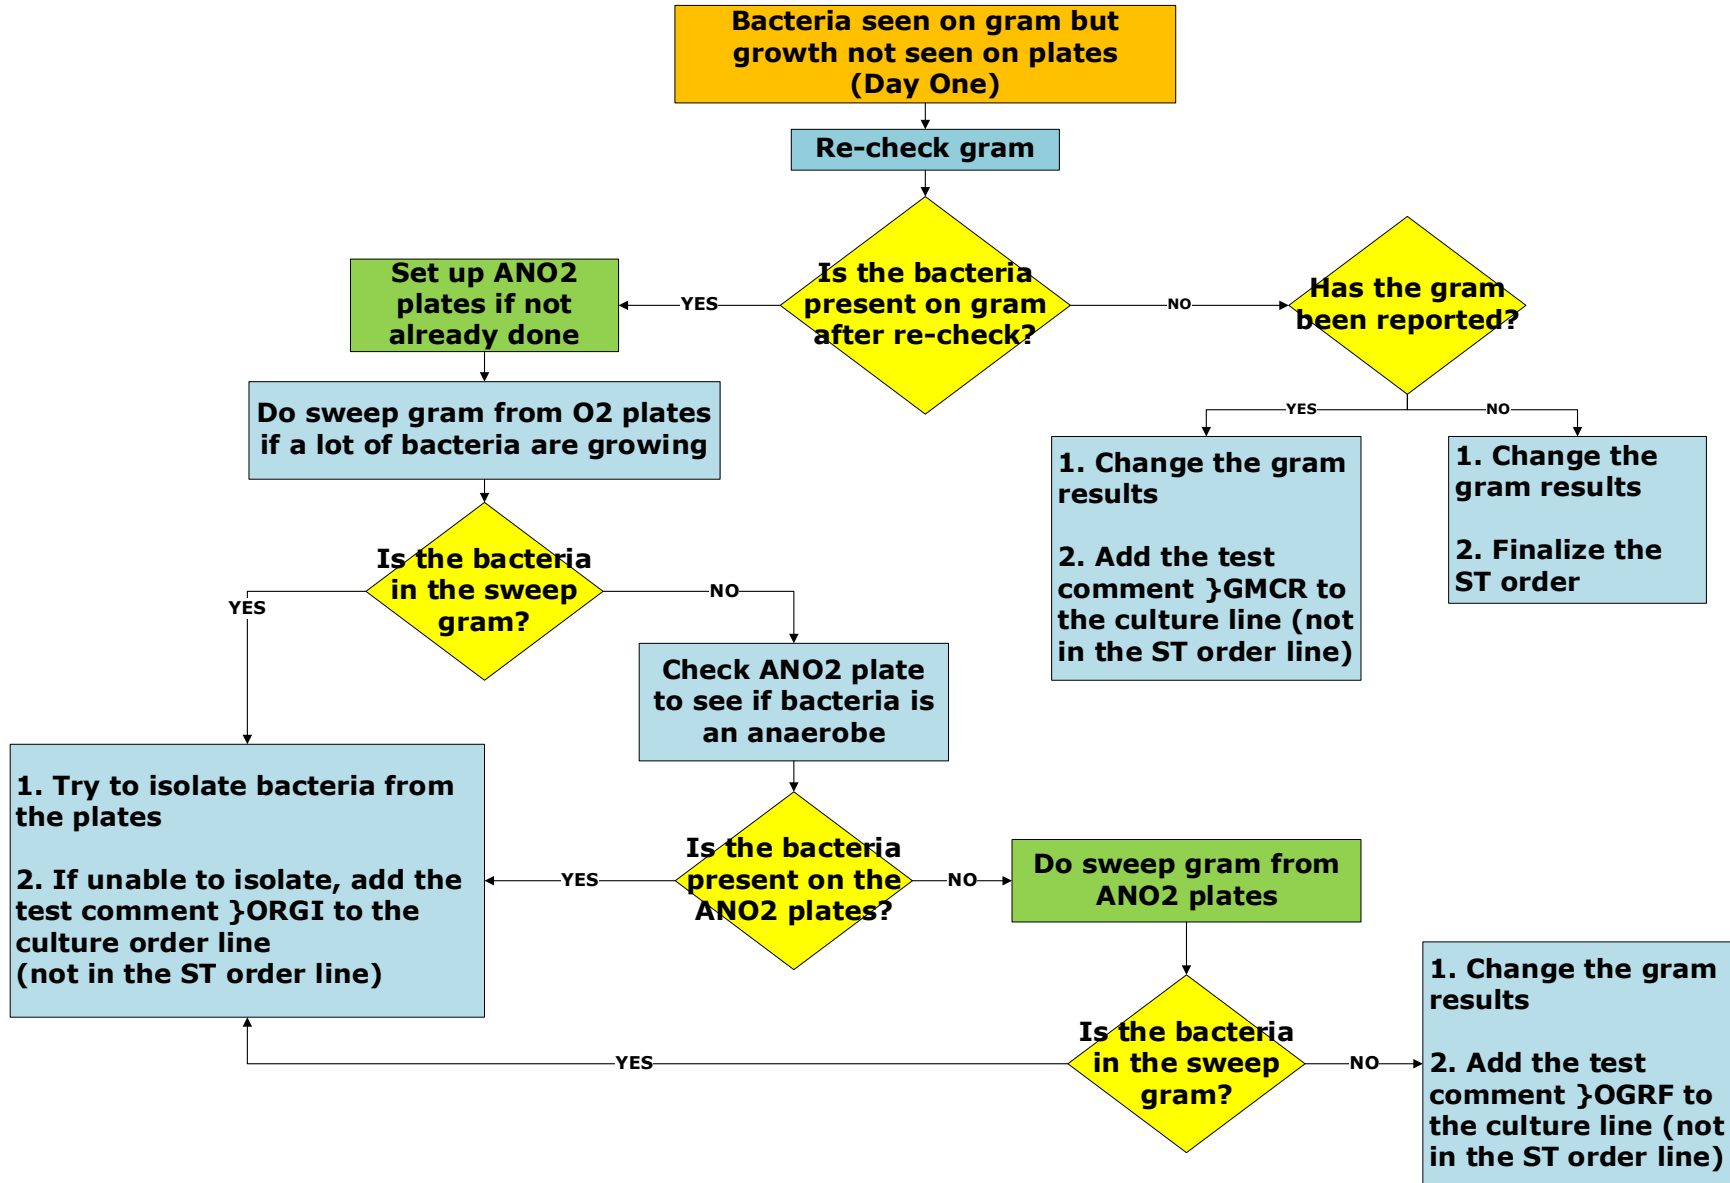 Bacteria seen on gram but
growth not seen on plates
(Day One)
Re-check gram
Is the bacteria
present on gram
after re-check?
YES
NO
Set up ANO2
plates if not
already done
Has the gram
been reported?
YES
NO
Do sweep gram from O2 plates
if a lot of bacteria are growing
1. Change the gram
results
2. Add the test
comment }GMCR to
the culture line (not
in the ST order line)
1. Change the
gram results
2. Finalize the
ST order
Is the bacteria
in the sweep
gram?
YES
NO
Check ANO2 plate
to see if bacteria is
an anaerobe
1. Try to isolate bacteria from
the plates
2. If unable to isolate, add the
test comment }ORGI to the
culture order line
(not in the ST order line)
Is the bacteria
present on the
ANO2 plates?
YES
NO
Do sweep gram from
ANO2 plates
Is the bacteria
in the sweep
gram?
YES
NO
1. Change the gram
results
2. Add the test
comment }OGRF to
the culture line (not
in the ST order line)